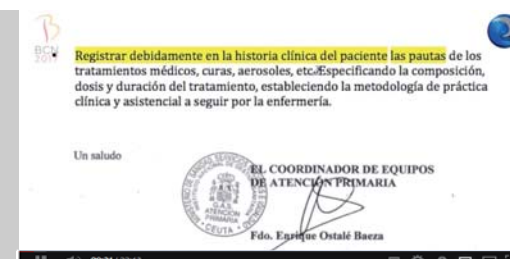 BCN
Registrar debidamente en la historia clínica del paciente las pautas de los
tratamientos médicos, curas, aerosoles, etc. Especificando la composición,
dosis y duración del tratamiento, estableciendo la metodología de práctica
clínica y asistencial a seguir por la enfermería.
Un saludo
EL COORDINADOR DE EQUIPOS
DE ATENCIÓN PRIMARIA
ATENCION
PRIMARIA
CEUTA
Fdo. Enrique Ostalé Baeza